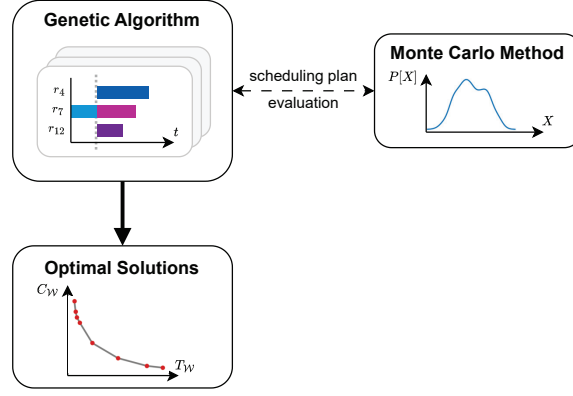 Genetic Algorithm
r₄
r₇
r₁₂
t
scheduling plan
evaluation
Monte Carlo Method
P[X]
X
Optimal Solutions
C𝒲
T𝒲